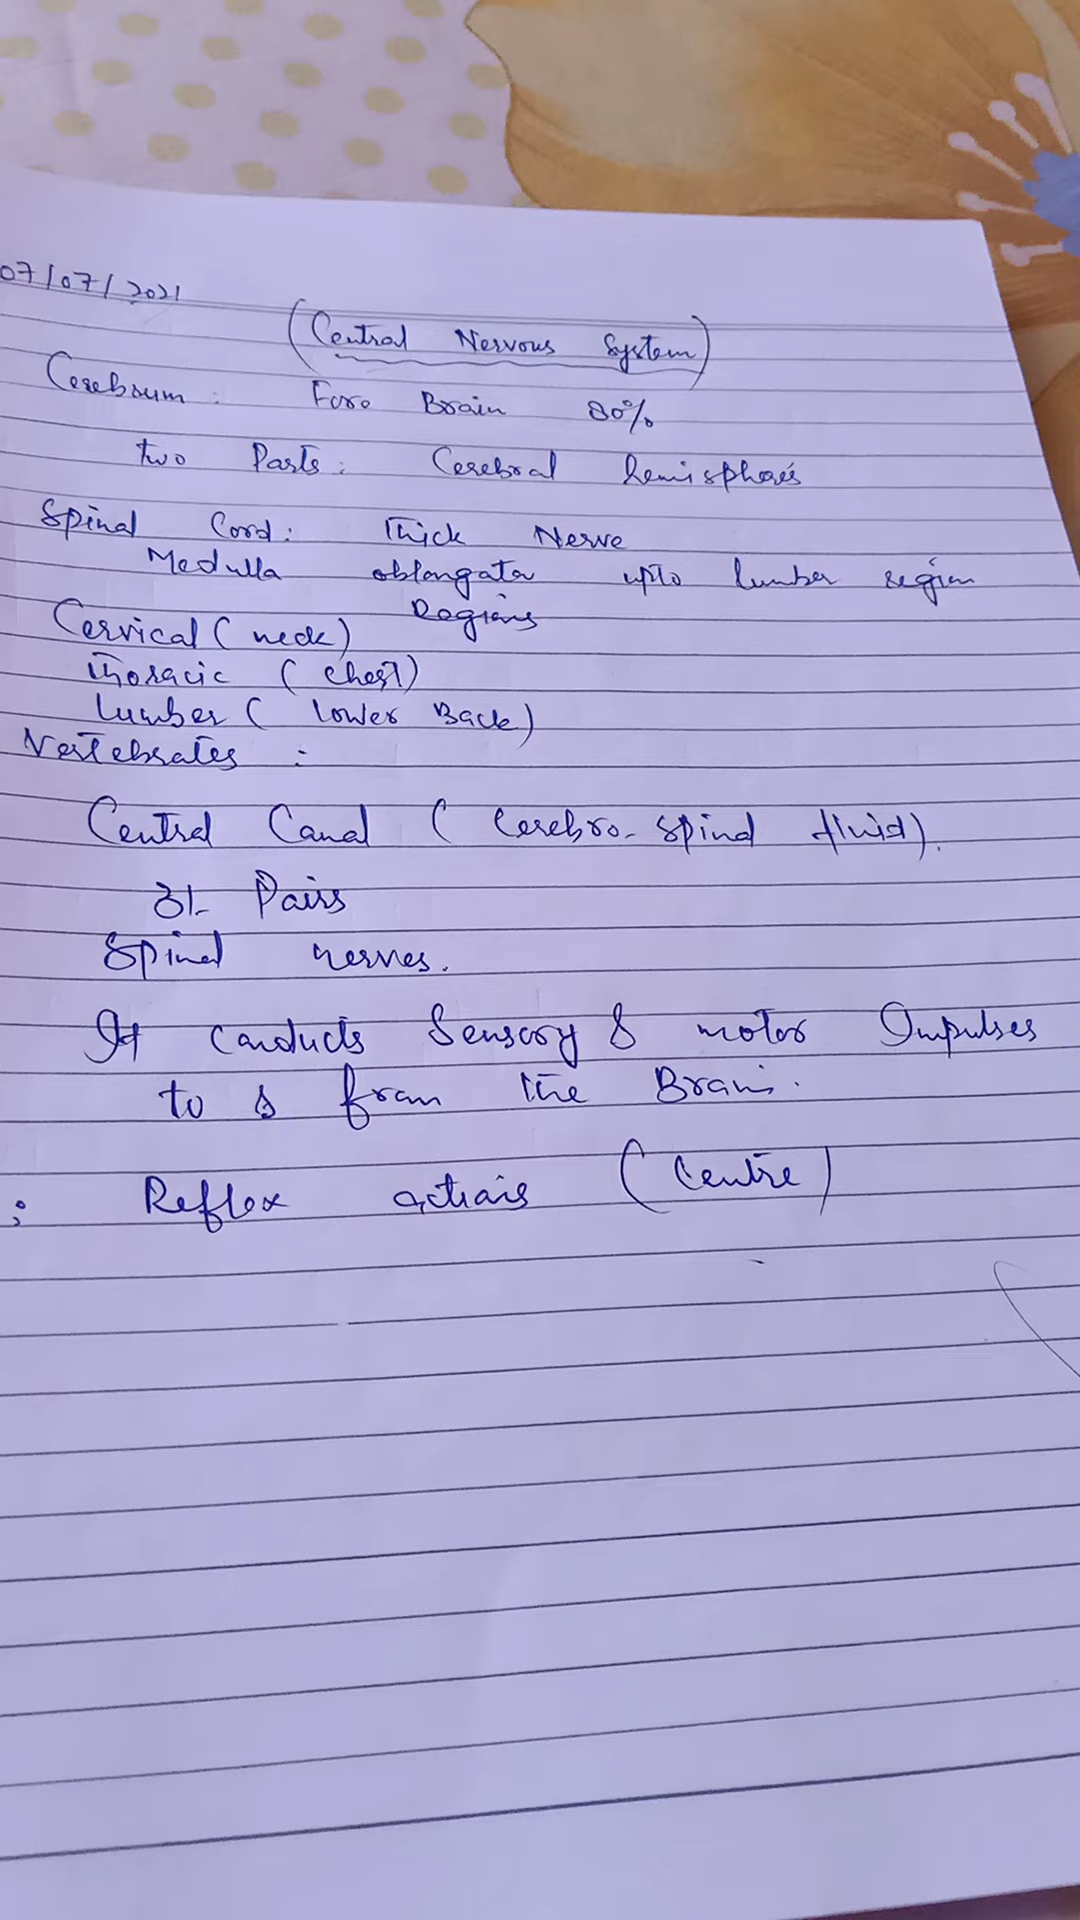 07/07/2021
(Central Nervous System)
Cerebrum : Fore Brain 80%
two Parts : Cerebral hemispheres
Spinal Cord : Thick Nerve
Medulla oblongata upto lumber region
Regions
Cervical ( neck )
Thoracic ( chest )
Lumber ( lower Back )
Vertebrates :
Central Canal ( Cerebro-spinal fluid ).
31 Pairs
Spinal nerves.
It conducts Sensory & motor Impulses
to & from the Brain.
: Reflex actions ( Centre )